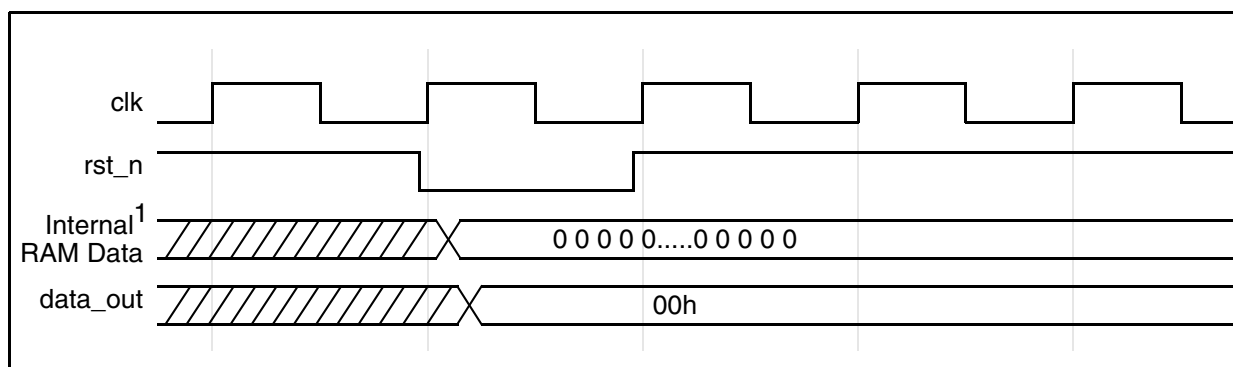 clk
rst_n
Internal1
RAM Data
0 0 0 0 0.....0 0 0 0 0
data_out
00h